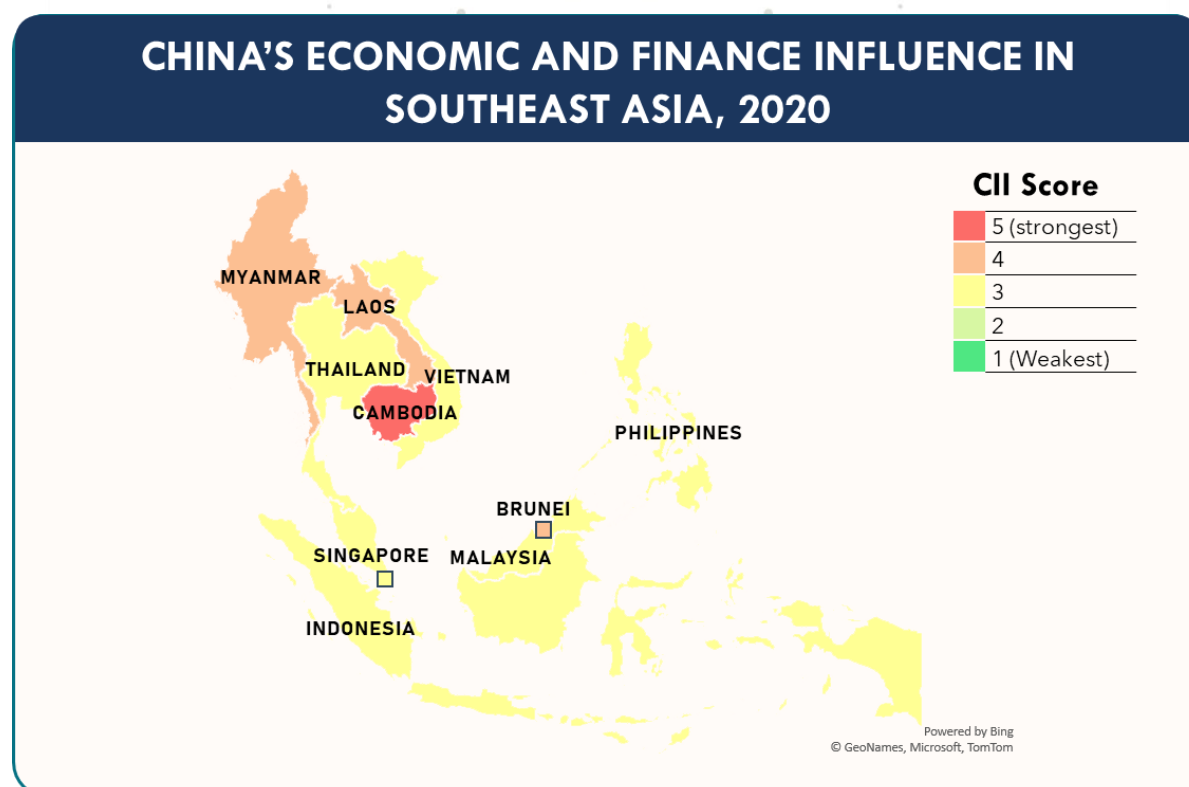 CHINA'S ECONOMIC AND FINANCE INFLUENCE IN
SOUTHEAST ASIA, 2020
CII Score
5 (strongest)
4
3
2
1 (Weakest)
MYANMAR
LAOS
THAILAND
VIETNAM
CAMBODIA
PHILIPPINES
BRUNEI
SINGAPORE
MALAYSIA
INDONESIA
Powered by Bing
© GeoNames, Microsoft, TomTom